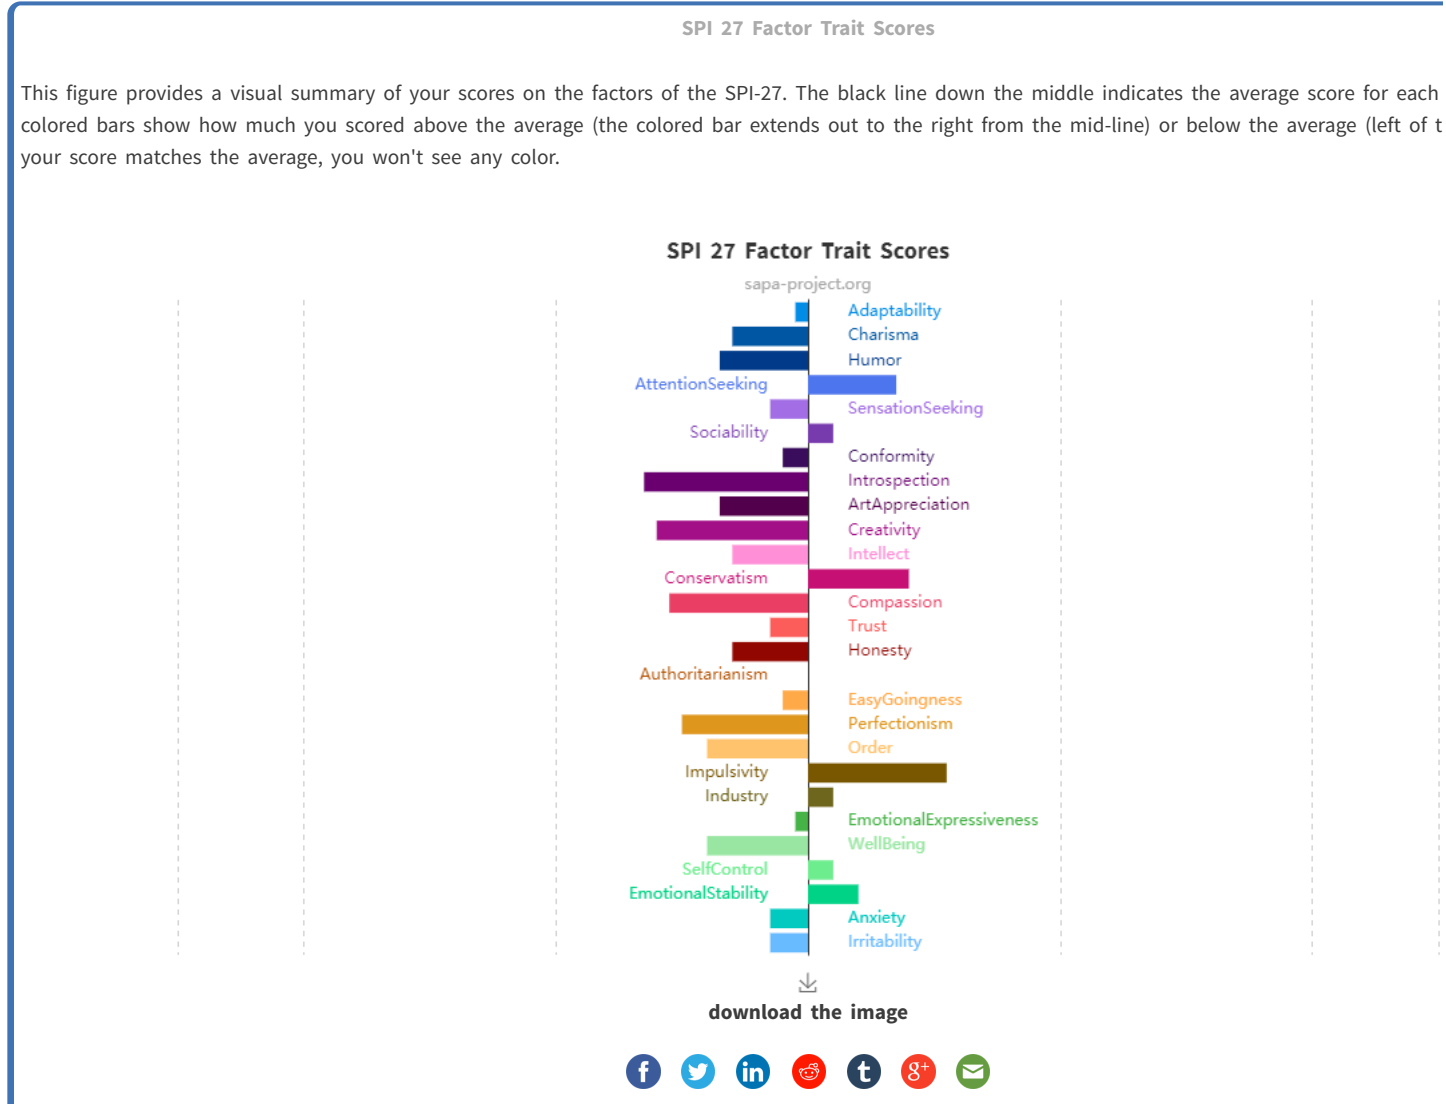 SPI 27 Factor Trait Scores
This figure provides a visual summary of your scores on the factors of the SPI-27. The black line down the middle indicates the average score for each
colored bars show how much you scored above the average (the colored bar extends out to the right from the mid-line) or below the average (left of t
your score matches the average, you won't see any color.
SPI 27 Factor Trait Scores
sapa-project.org
Adaptability
Charisma
Humor
AttentionSeeking
SensationSeeking
Sociability
Conformity
Introspection
ArtAppreciation
Creativity
Intellect
Conservatism
Compassion
Trust
Honesty
Authoritarianism
EasyGoingness
Perfectionism
Order
Impulsivity
Industry
EmotionalExpressiveness
WellBeing
SelfControl
EmotionalStability
Anxiety
Irritability
download the image
f
in
t
g+